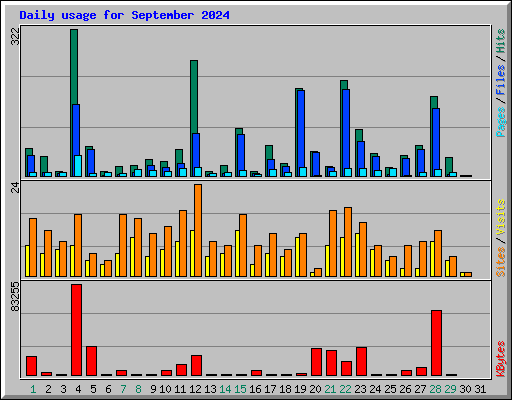 Daily usage for September 2024
322
Pages / Files / Hits
24
Sites / Visits
83255
KBytes
1 2 3 4 5 6 7 8 9 10 11 12 13 14 15 16 17 18 19 20 21 22 23 24 25 26 27 28 29 30 31